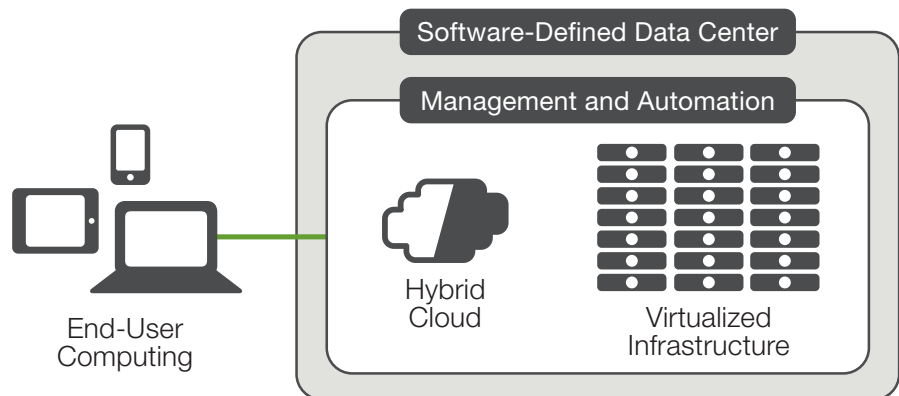 Software-Defined Data Center
Management and Automation
Hybrid
Cloud
Virtualized
Infrastructure
End-User
Computing